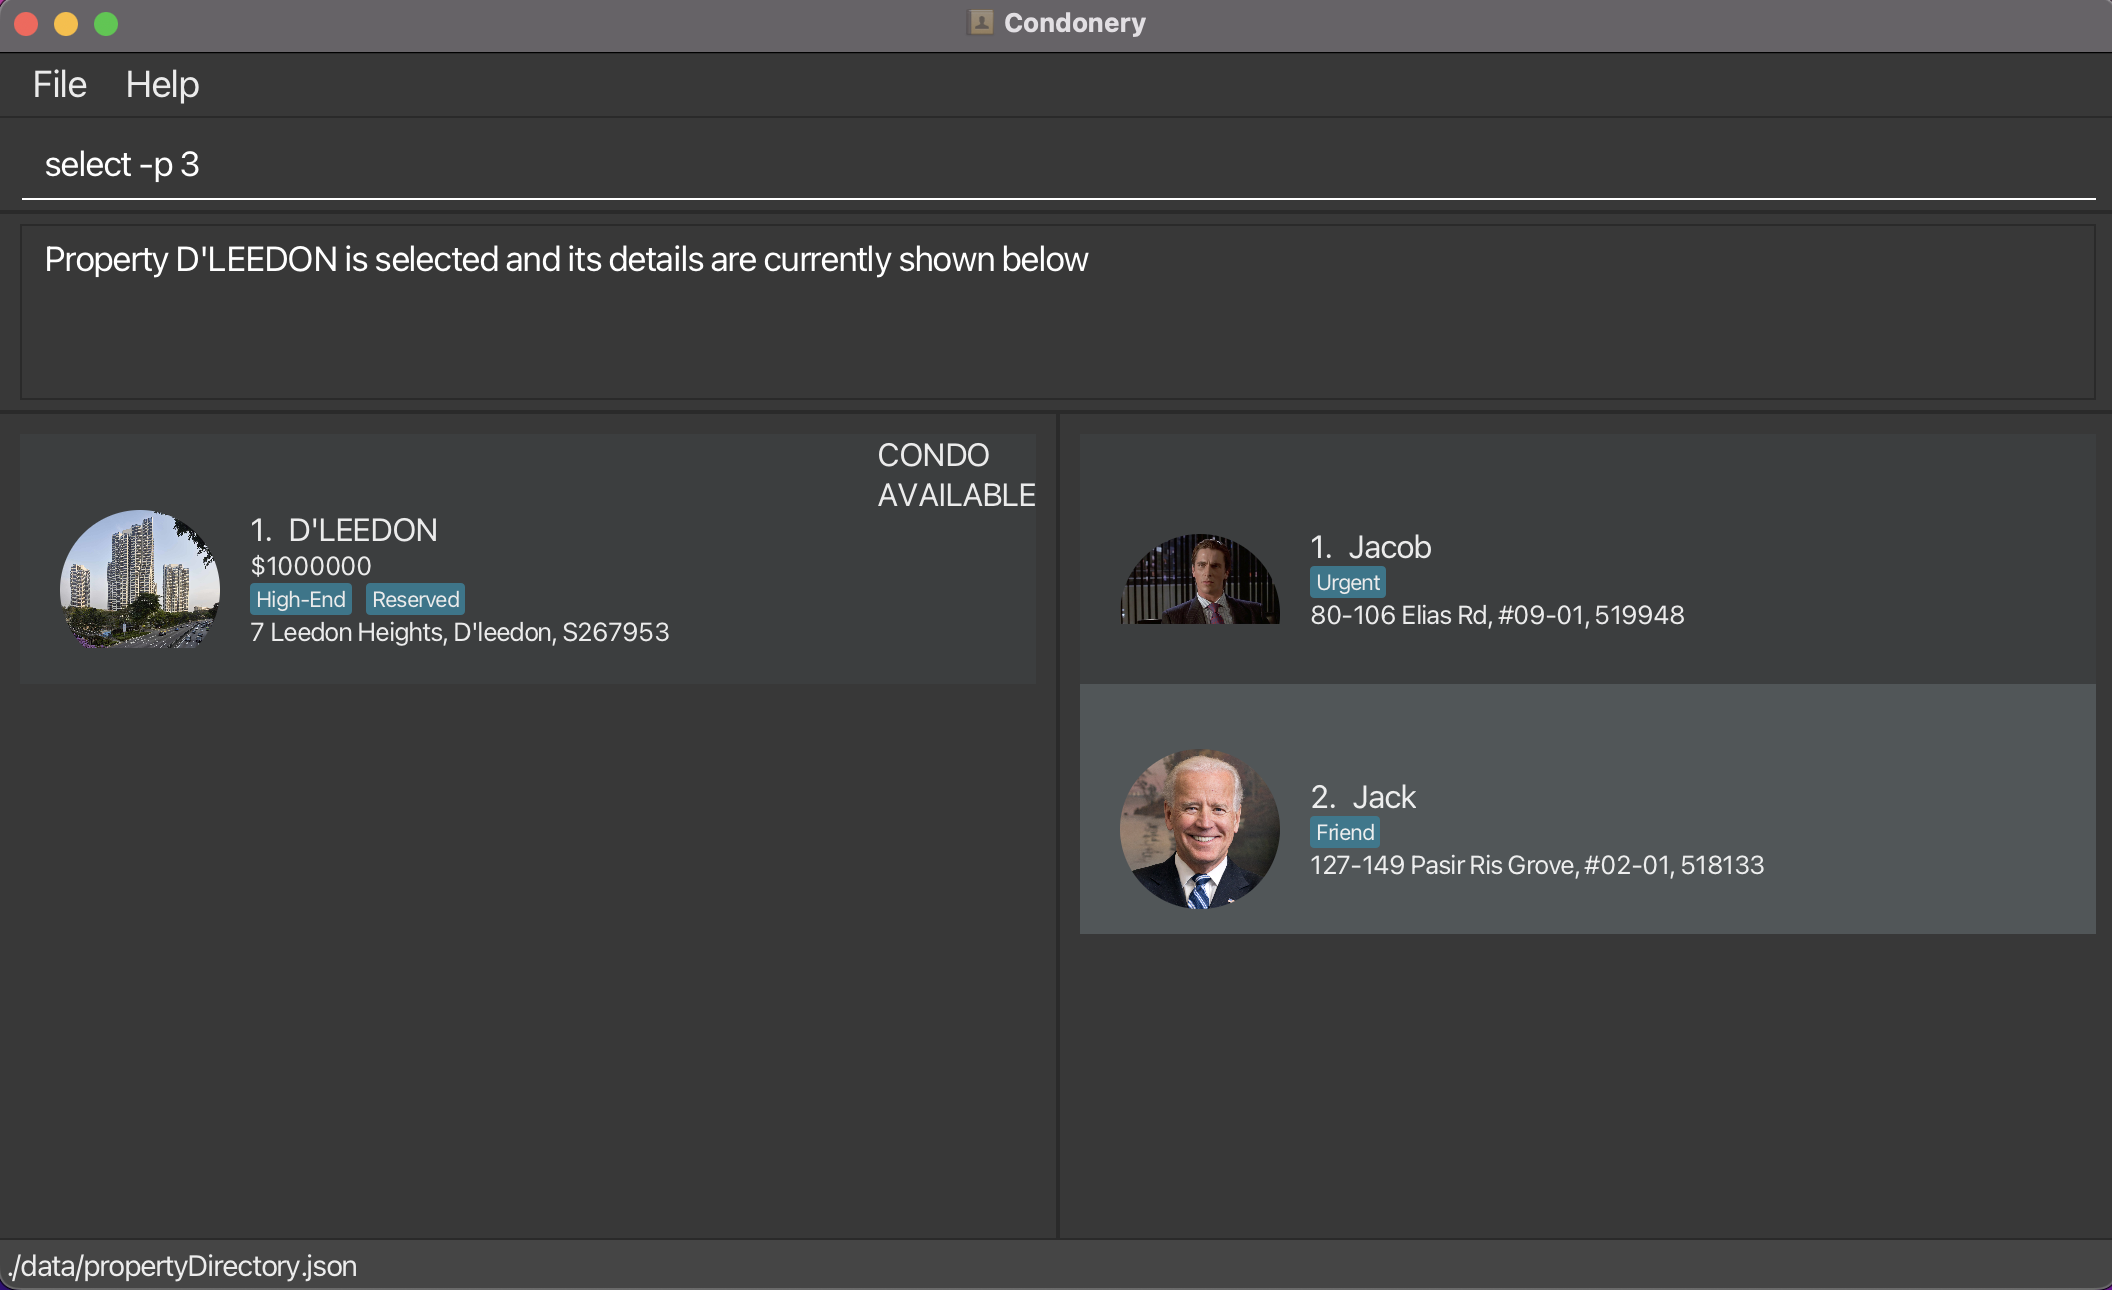 Condonery
File Help
select -p 3
Property D'LEEDON is selected and its details are currently shown below
CONDO
AVAILABLE
1. D'LEEDON
$1000000
High-End Reserved
7 Leedon Heights, D'leedon, S267953
1. Jacob
Urgent
80-106 Elias Rd, #09-01, 519948
2. Jack
Friend
127-149 Pasir Ris Grove, #02-01, 518133
./data/propertyDirectory.json